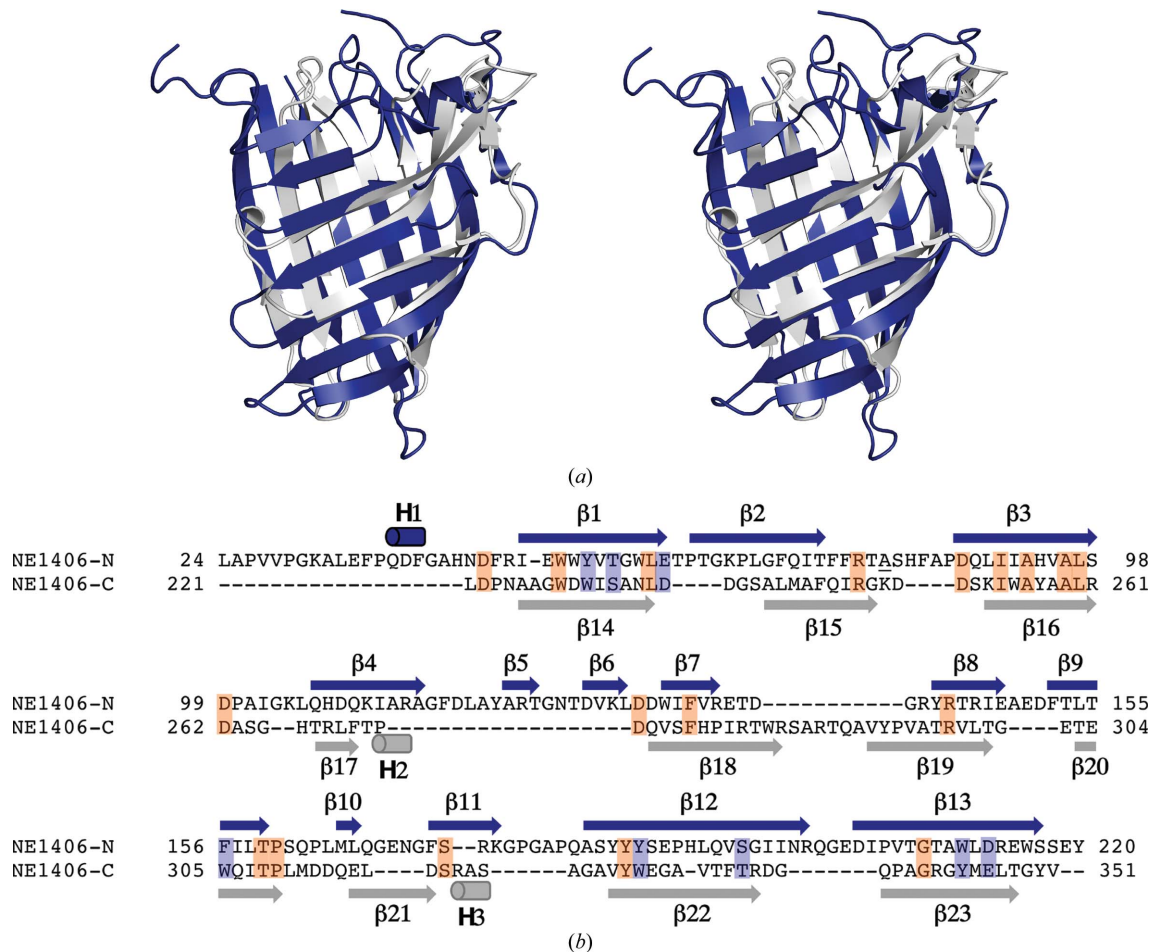 (a)
H1 β1 β2 β3
NE1406-N 24 LAPVVPGKALEFPQDFGAHNDFRI-EWWYVTGWLETPTGKPLGFQITFFRTASHFAPDQLIAHVALS 98
NE1406-C 221 -------------------LDPNAAGWDWISANLD----DGSALMAFQIRGKD----DSKIWAYAALR 261
β14 β15 β16
β4 β5 β6 β7 β8 β9
NE1406-N 99 DPAIGKLQHDQKIARAGFDLAYARTGNTDVKLDDWIFVRETD-----------GRYRTRIEAEDFTLT 155
NE1406-C 262 DASG--HTRLFTP-------------------DQVSFHPIRTWRSARTQAVYPVATRVLTG----ETE 304
β17 H2 β18 β19 β20
β10 β11 β12 β13
NE1406-N 156 FILTPSQPLMLQGENGFS--RKGPGAPQASYYYSEPHLQVSGIINRQGEDIPVTGTAWLDREWSSEY 220
NE1406-C 305 WQITPLMDDQEL----DSRAS------AGAVYWEGA-VTFTRDG-------QPAGRGYMELTGYV-- 351
β21 H3 β22 β23
(b)